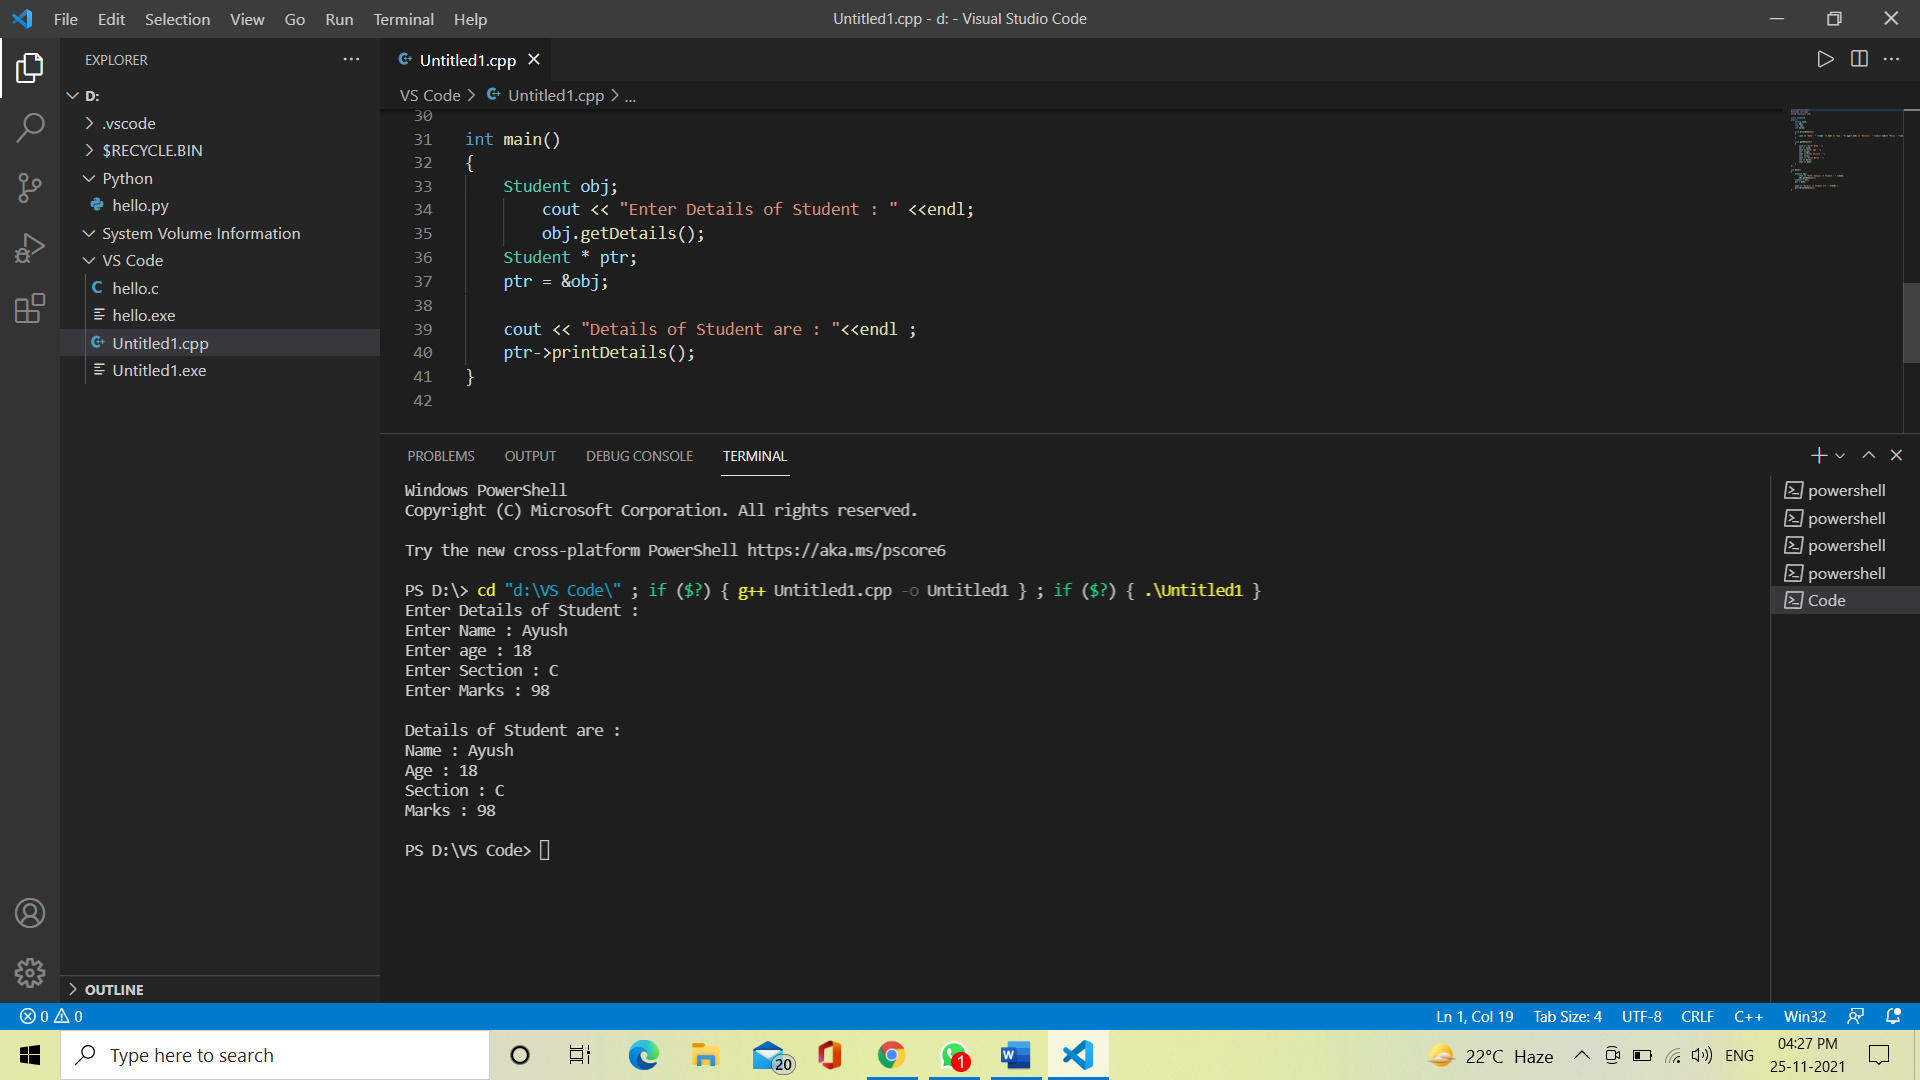 File Edit Selection View Go Run Terminal Help
Untitled1.cpp - d: - Visual Studio Code
EXPLORER
D:
.vscode
$RECYCLE.BIN
Python
hello.py
System Volume Information
VS Code
hello.c
hello.exe
Untitled1.cpp
Untitled1.exe
OUTLINE
Untitled1.cpp
VS Code > Untitled1.cpp > ...
30
31 int main()
32 {
33 Student obj;
34 cout << "Enter Details of Student : " <<endl;
35 obj.getDetails();
36 Student * ptr;
37 ptr = &obj;
38
39 cout << "Details of Student are : "<<endl ;
40 ptr->printDetails();
41 }
42
PROBLEMS OUTPUT DEBUG CONSOLE TERMINAL
Windows PowerShell
Copyright (C) Microsoft Corporation. All rights reserved.
Try the new cross-platform PowerShell https://aka.ms/pscore6
PS D:\> cd "d:\VS Code\" ; if ($?) { g++ Untitled1.cpp -o Untitled1 } ; if ($?) { .\Untitled1 }
Enter Details of Student :
Enter Name : Ayush
Enter age : 18
Enter Section : C
Enter Marks : 98
Details of Student are :
Name : Ayush
Age : 18
Section : C
Marks : 98
PS D:\VS Code>
powershell
powershell
powershell
powershell
Code
0 0
Ln 1, Col 19 Tab Size: 4 UTF-8 CRLF C++ Win32
Type here to search
20
1
22°C Haze
ENG
04:27 PM
25-11-2021